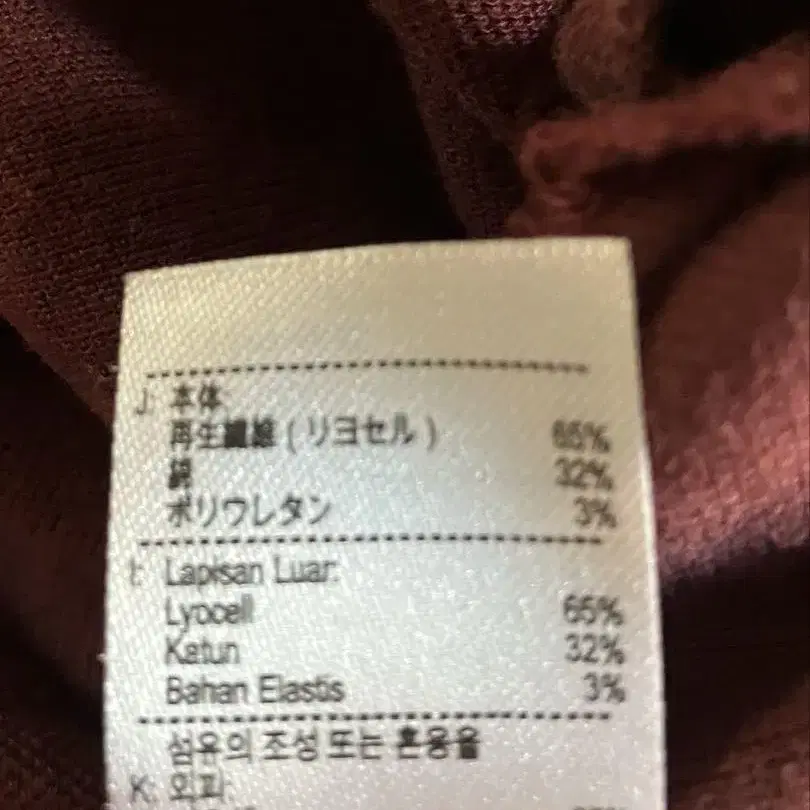 J: 本体:
再生繊維 (リヨセル) 65%
綿 32%
ポリウレタン 3%
I: Lapisan Luar:
Lyocell 65%
Katun 32%
Bahan Elastis 3%
섬유의 조성 또는 혼용율
K: 외피: